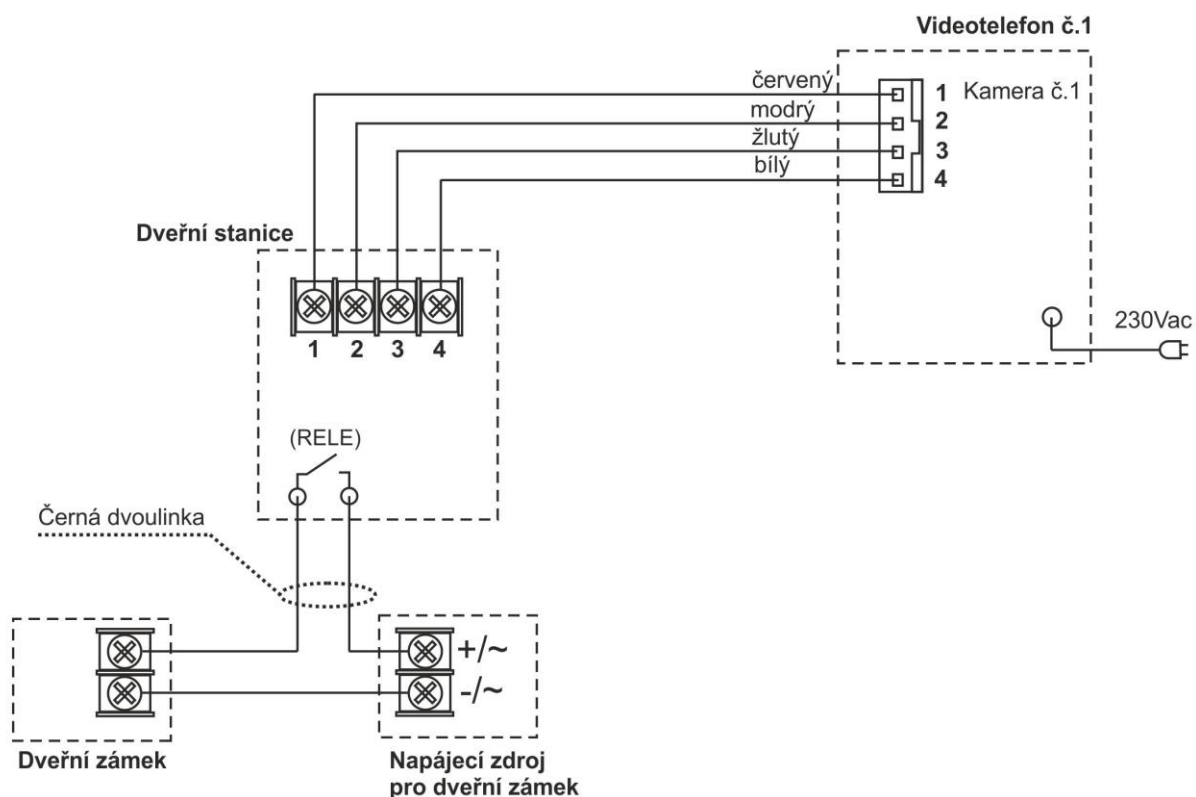 Videotelefon č.1
červený
1 Kamera č.1
modrý
2
žlutý
3
bílý
4
Dveřní stanice
1 2 3 4
230Vac
(RELE)
Černá dvoulinka
+/~
-/~
Dveřní zámek
Napájecí zdroj
pro dveřní zámek